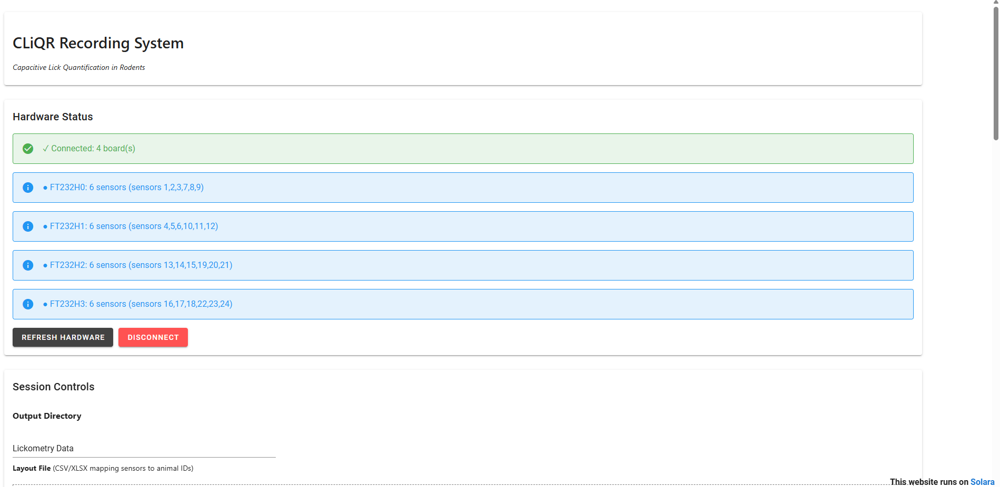 CLiQR Recording System
Capacitive Lick Quantification in Rodents
Hardware Status
✓ Connected: 4 board(s)
● FT232H0: 6 sensors (sensors 1,2,3,7,8,9)
● FT232H1: 6 sensors (sensors 4,5,6,10,11,12)
● FT232H2: 6 sensors (sensors 13,14,15,19,20,21)
● FT232H3: 6 sensors (sensors 16,17,18,22,23,24)
REFRESH HARDWARE DISCONNECT
Session Controls
Output Directory
Lickometry Data
Layout File (CSV/XLSX mapping sensors to animal IDs)
This website runs on Solara